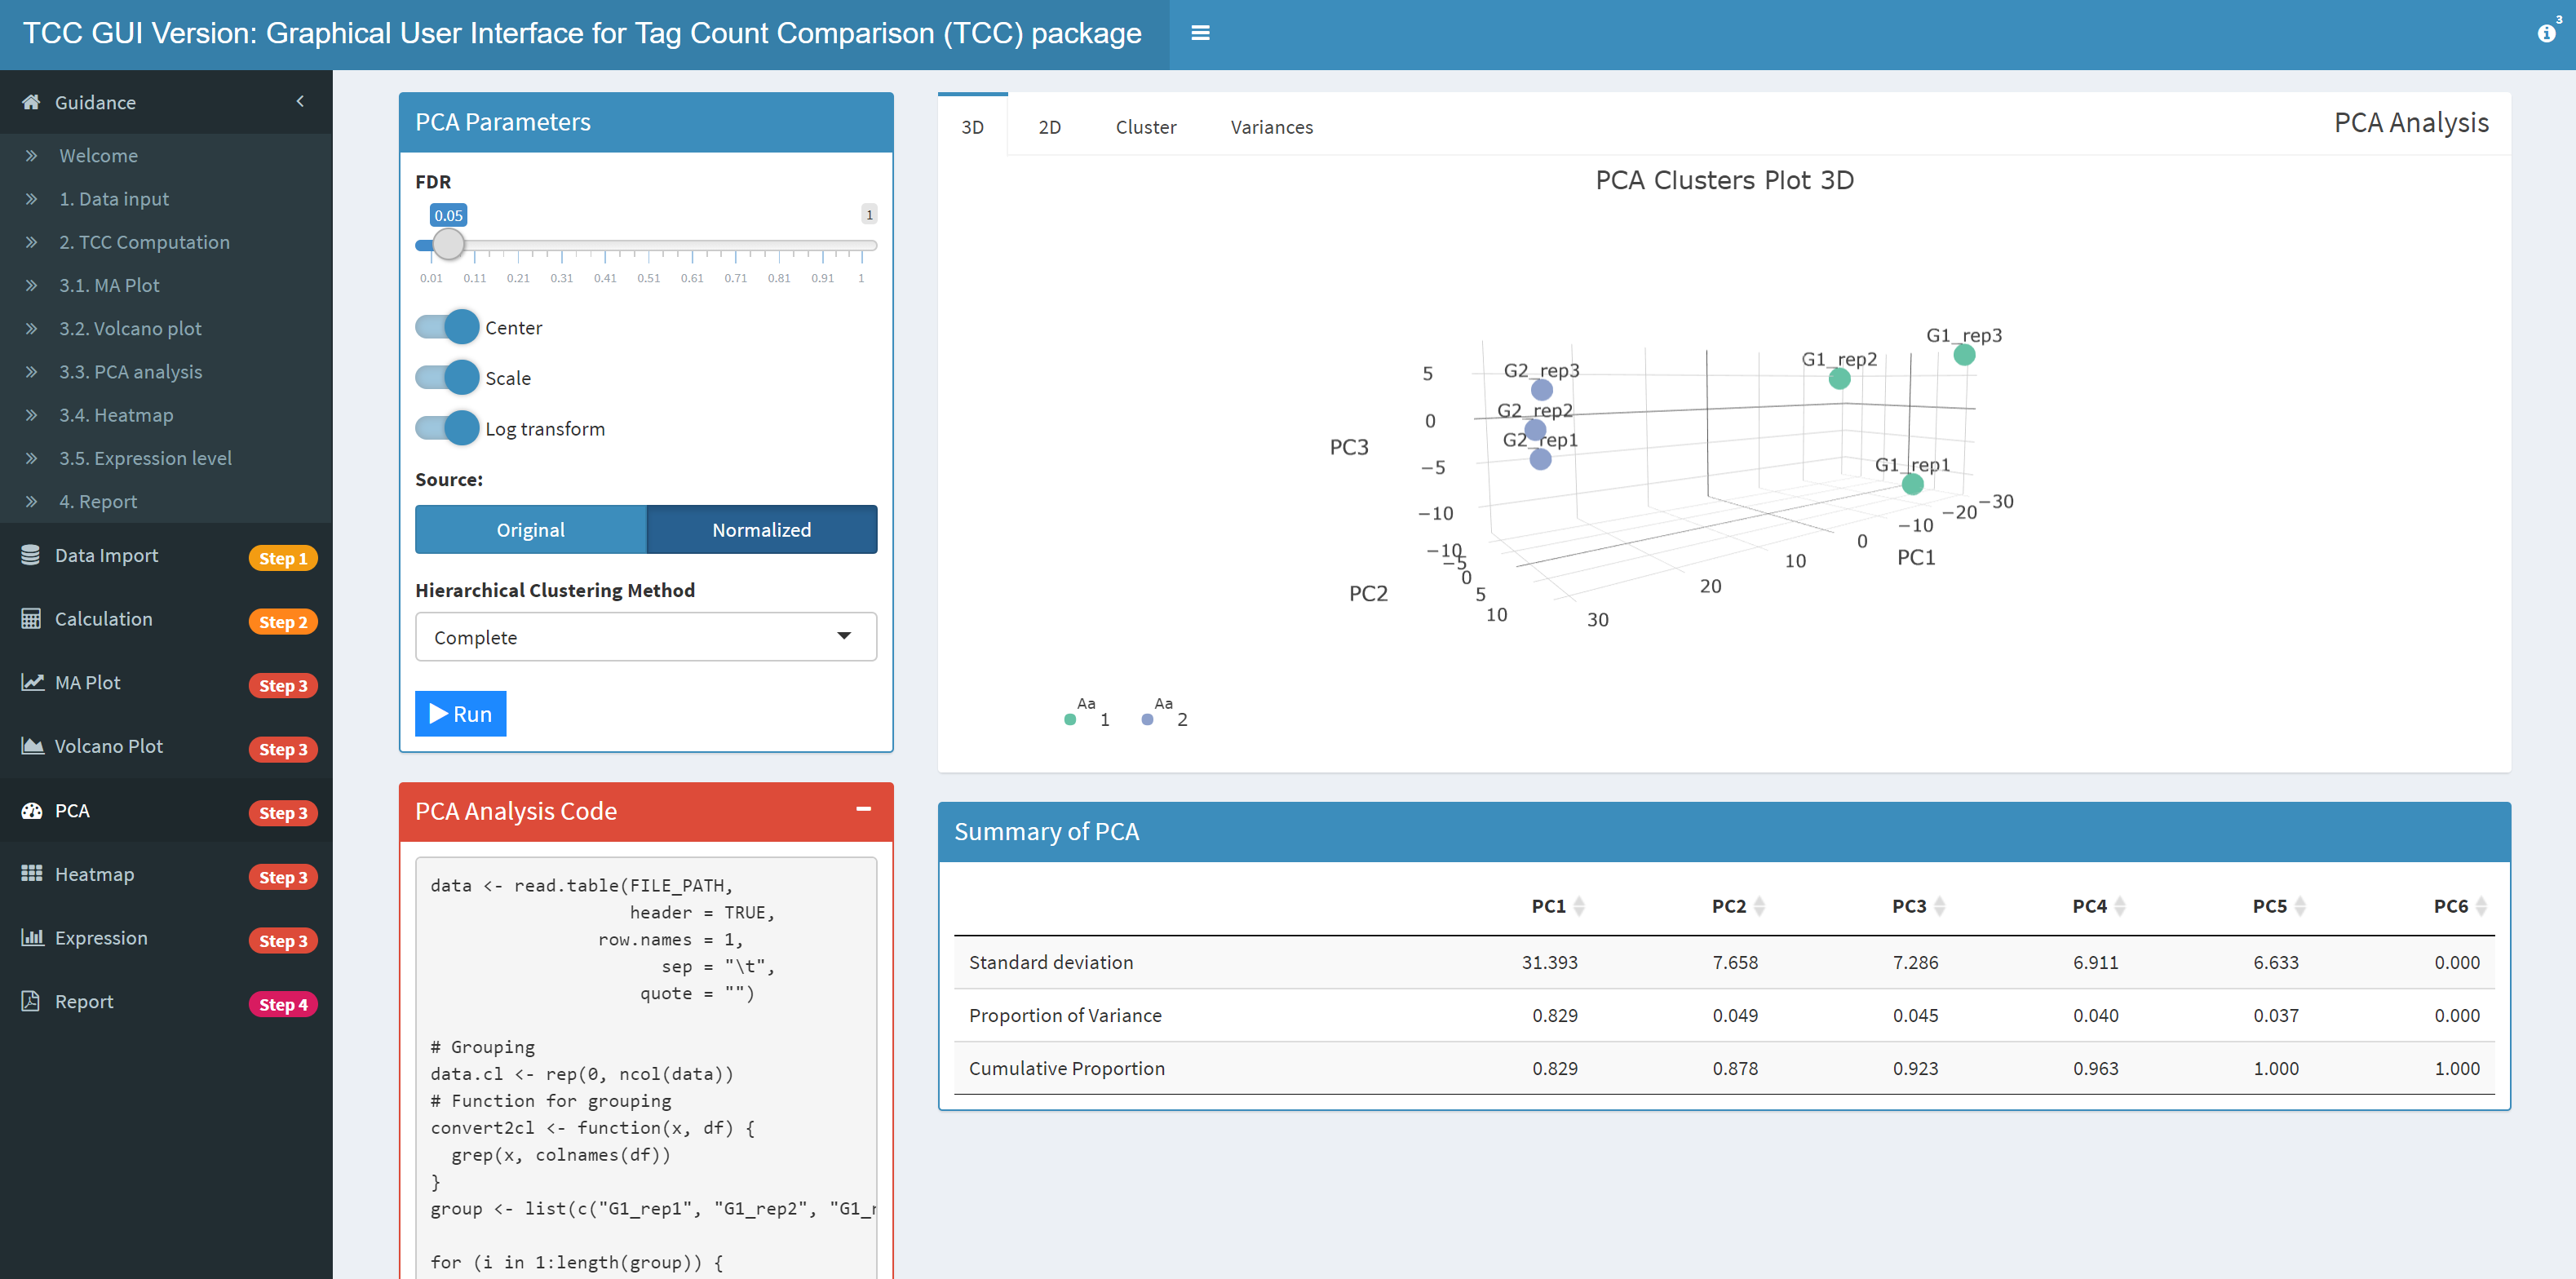 TCC GUI Version: Graphical User Interface for Tag Count Comparison (TCC) package
3
Guidance
Welcome
1. Data input
2. TCC Computation
3.1. MA Plot
3.2. Volcano plot
3.3. PCA analysis
3.4. Heatmap
3.5. Expression level
4. Report
Data Import Step 1
Calculation Step 2
MA Plot Step 3
Volcano Plot Step 3
PCA Step 3
Heatmap Step 3
Expression Step 3
Report Step 4
PCA Parameters
FDR
0.05 1
0.01 0.11 0.21 0.31 0.41 0.51 0.61 0.71 0.81 0.91 1
Center
Scale
Log transform
Source:
Original Normalized
Hierarchical Clustering Method
Complete
Run
PCA Analysis Code
data <- read.table(FILE_PATH,
header = TRUE,
row.names = 1,
sep = "\t",
quote = "")
# Grouping
data.cl <- rep(0, ncol(data))
# Function for grouping
convert2cl <- function(x, df) {
grep(x, colnames(df))
}
group <- list(c("G1_rep1", "G1_rep2", "G1_r
for (i in 1:length(group)) {
3D 2D Cluster Variances PCA Analysis
PCA Clusters Plot 3D
G1_rep3
G1_rep2
G2_rep3
G2_rep2
G2_rep1
G1_rep1
PC3
5
0
−5
−10
PC2
−10
−5
0
5
10
30
20
10
0
−10
−20
−30
PC1
Aa 1 Aa 2
Summary of PCA
PC1 PC2 PC3 PC4 PC5 PC6
Standard deviation 31.393 7.658 7.286 6.911 6.633 0.000
Proportion of Variance 0.829 0.049 0.045 0.040 0.037 0.000
Cumulative Proportion 0.829 0.878 0.923 0.963 1.000 1.000